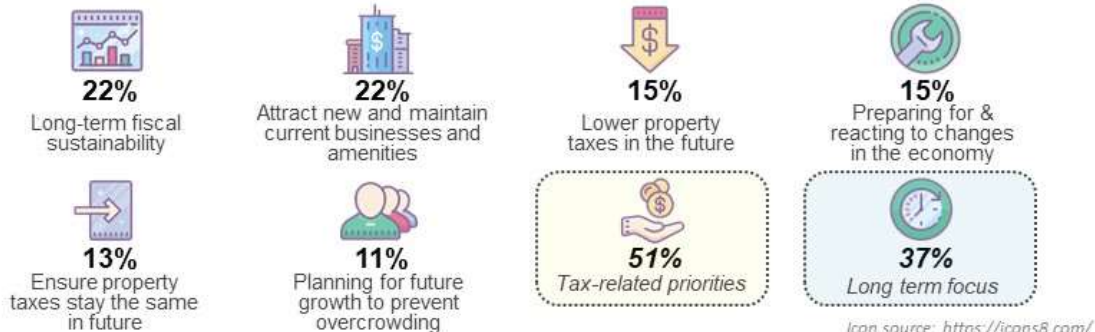 22%
Long-term fiscal
sustainability
22%
Attract new and maintain
current businesses and
amenities
15%
Lower property
taxes in the future
15%
Preparing for &
reacting to changes
in the economy
13%
Ensure property
taxes stay the same
in future
11%
Planning for future
growth to prevent
overcrowding
51%
Tax-related priorities
37%
Long term focus
Icon source: https://icons8.com/